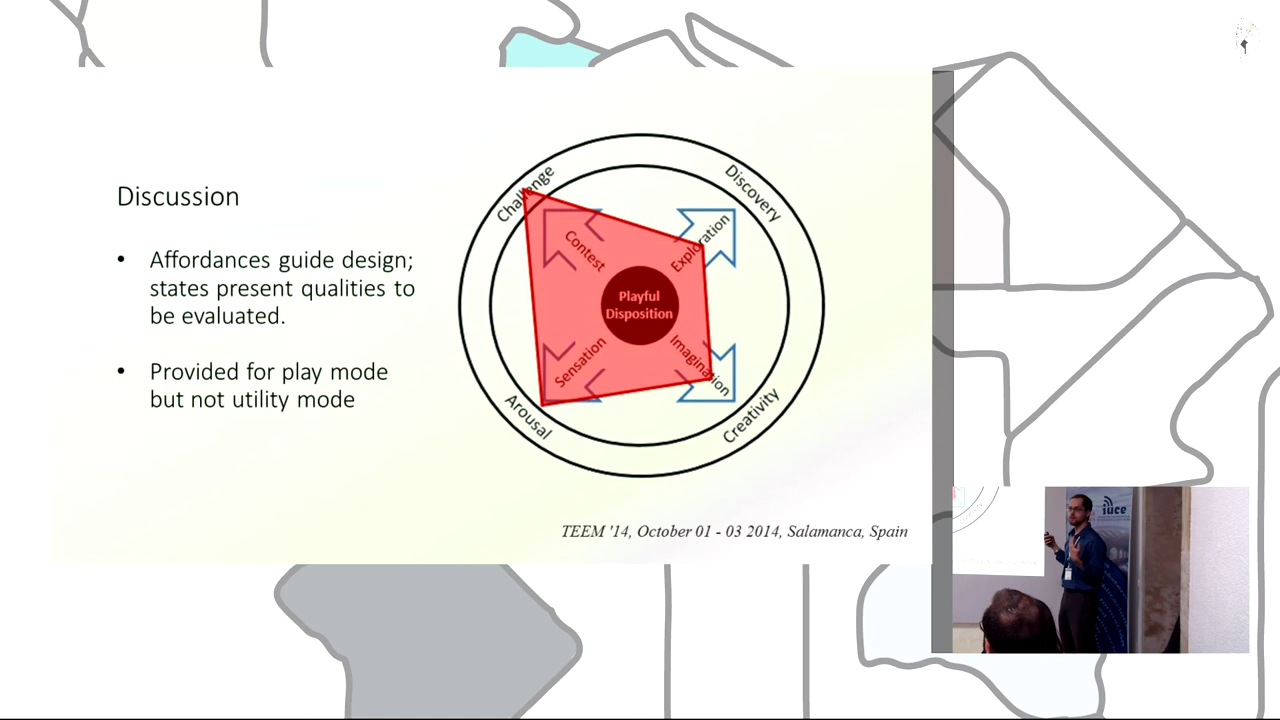 Discussion
• Affordances guide design;
states present qualities to
be evaluated.
• Provided for play mode
but not utility mode
Challenge
Discovery
Contest
Exploration
Playful
Disposition
Sensation
Imagination
Arousal
Creativity
TEEM '14, October 01 - 03 2014, Salamanca, Spain
iuce